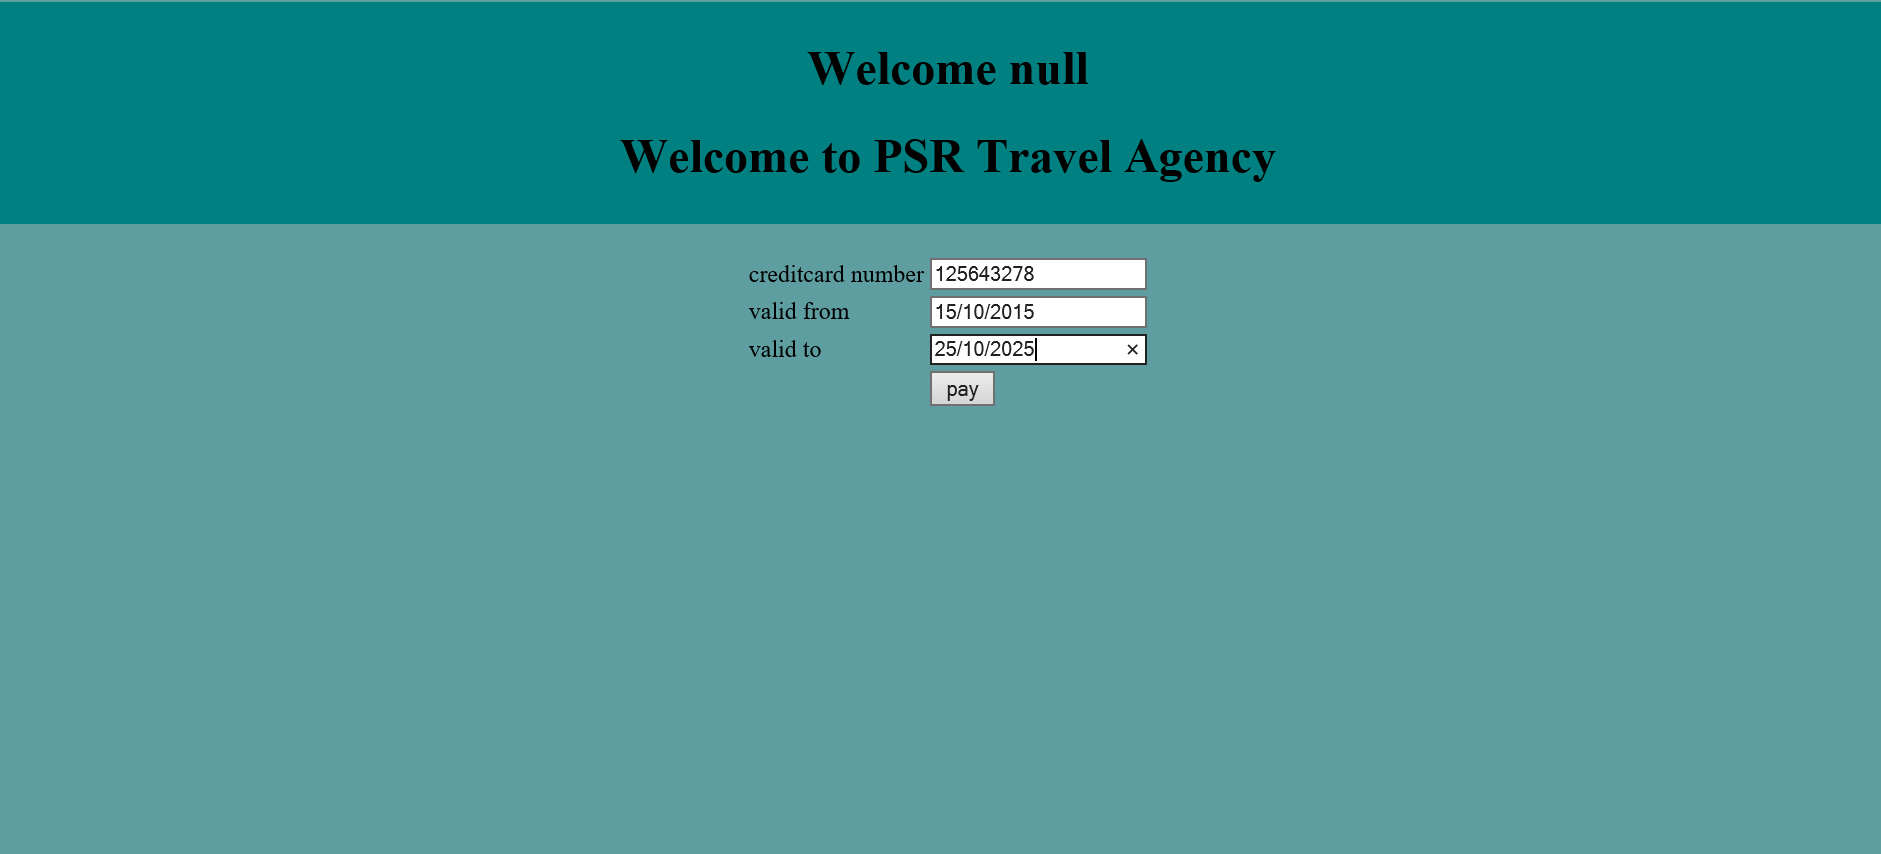 Welcome null
Welcome to PSR Travel Agency
creditcard number 125643278
valid from 15/10/2015
valid to 25/10/2025
pay